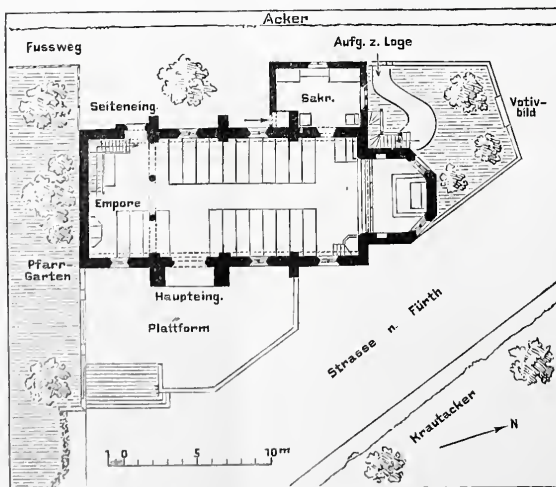 Acker
Fussweg
Aufg. z. Loge
Seiteneing.
Sakr.
Votiv-
bild
Empore
Pfarr-
Garten
Haupteing.
Plattform
Strasse n. Fürth
Krautacker
N
1 0 5 10 m